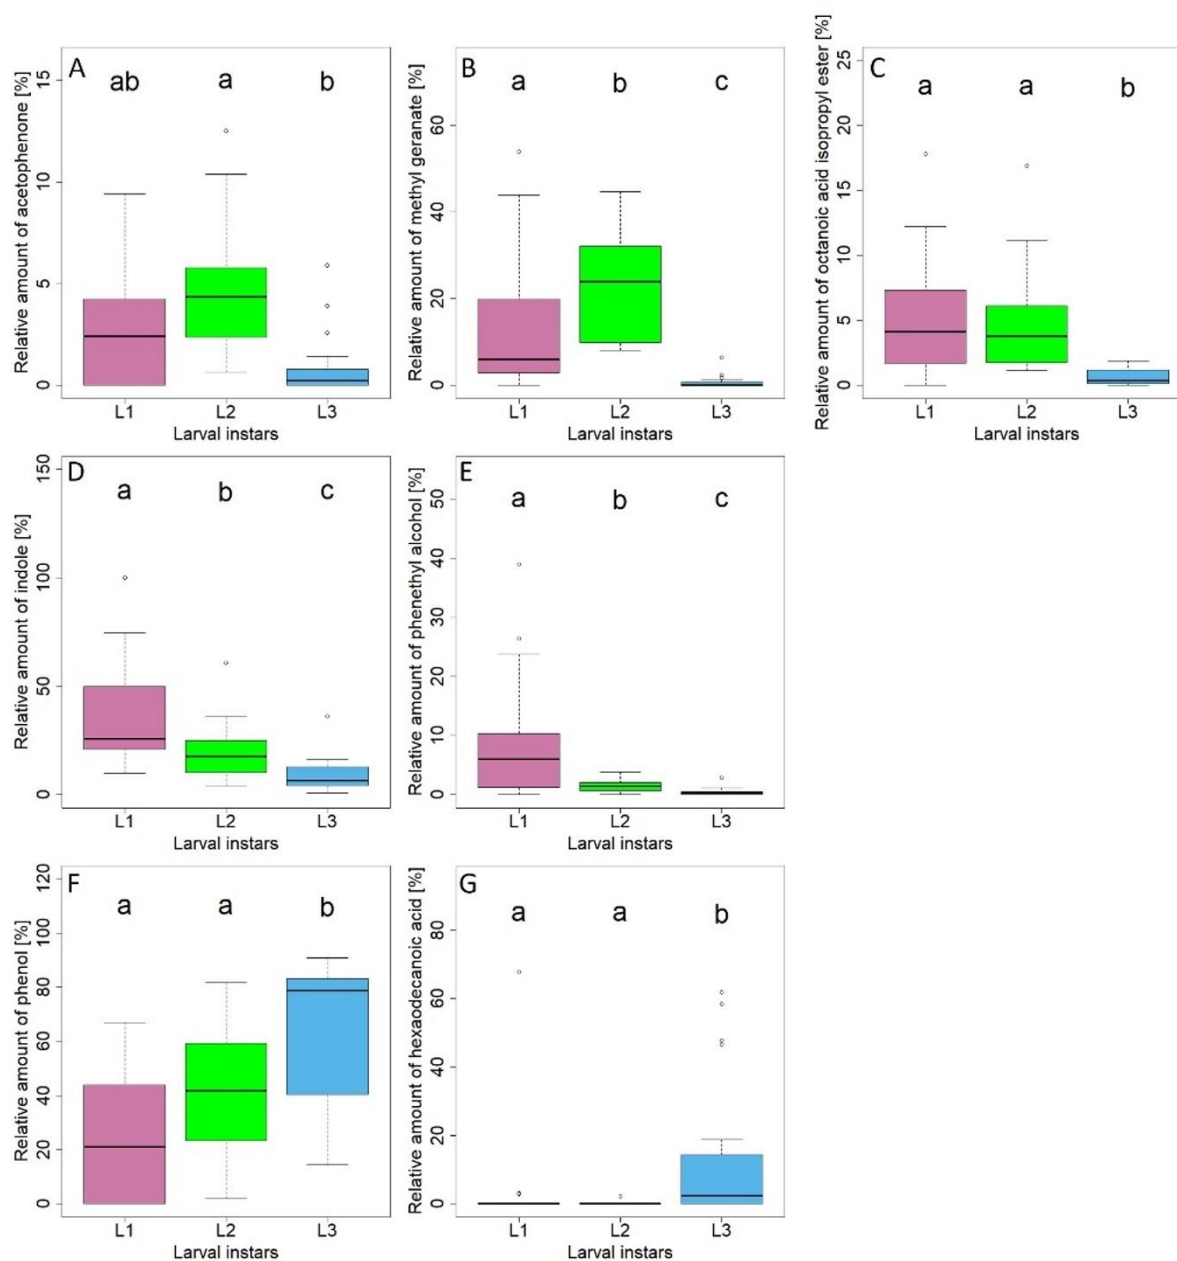 A
ab
a
b
Relative amount of acetophenone [%]
15
10
5
0
L1
L2
L3
Larval instars
B
a
b
c
Relative amount of methyl geranate [%]
60
40
20
0
L1
L2
L3
Larval instars
C
a
a
b
Relative amount of octanoic acid isopropyl ester [%]
25
20
15
10
5
0
L1
L2
L3
Larval instars
D
a
b
c
Relative amount of indole [%]
150
100
50
0
L1
L2
L3
Larval instars
E
a
b
c
Relative amount of phenethyl alcohol [%]
50
40
30
20
10
0
L1
L2
L3
Larval instars
F
a
a
b
Relative amount of phenol [%]
120
100
80
60
40
20
0
L1
L2
L3
Larval instars
G
a
a
b
Relative amount of hexaodecanoic acid [%]
80
60
40
20
0
L1
L2
L3
Larval instars